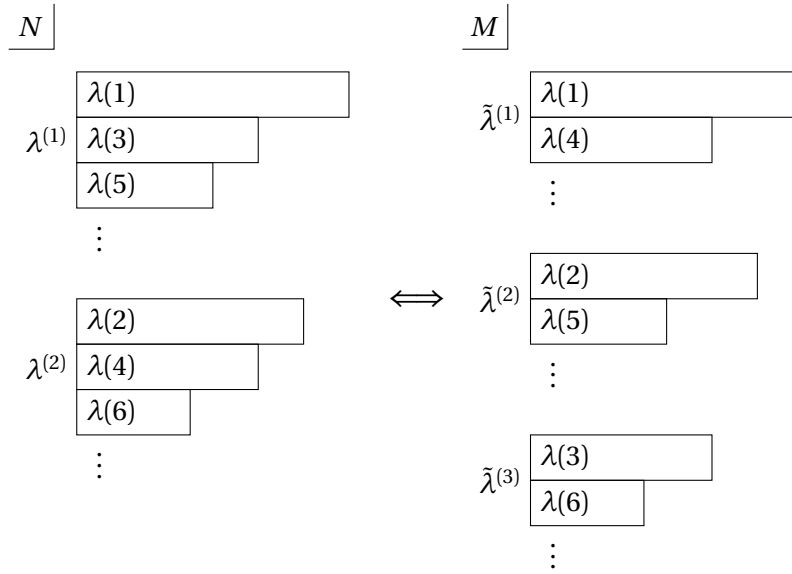 N
λ(1)
λ^{(1)} λ(3)
λ(5)
⋮
λ(2)
λ^{(2)} λ(4)
λ(6)
⋮
⟺
M
λ(1)
λ̃^{(1)}
λ(4)
⋮
λ(2)
λ̃^{(2)}
λ(5)
⋮
λ(3)
λ̃^{(3)}
λ(6)
⋮